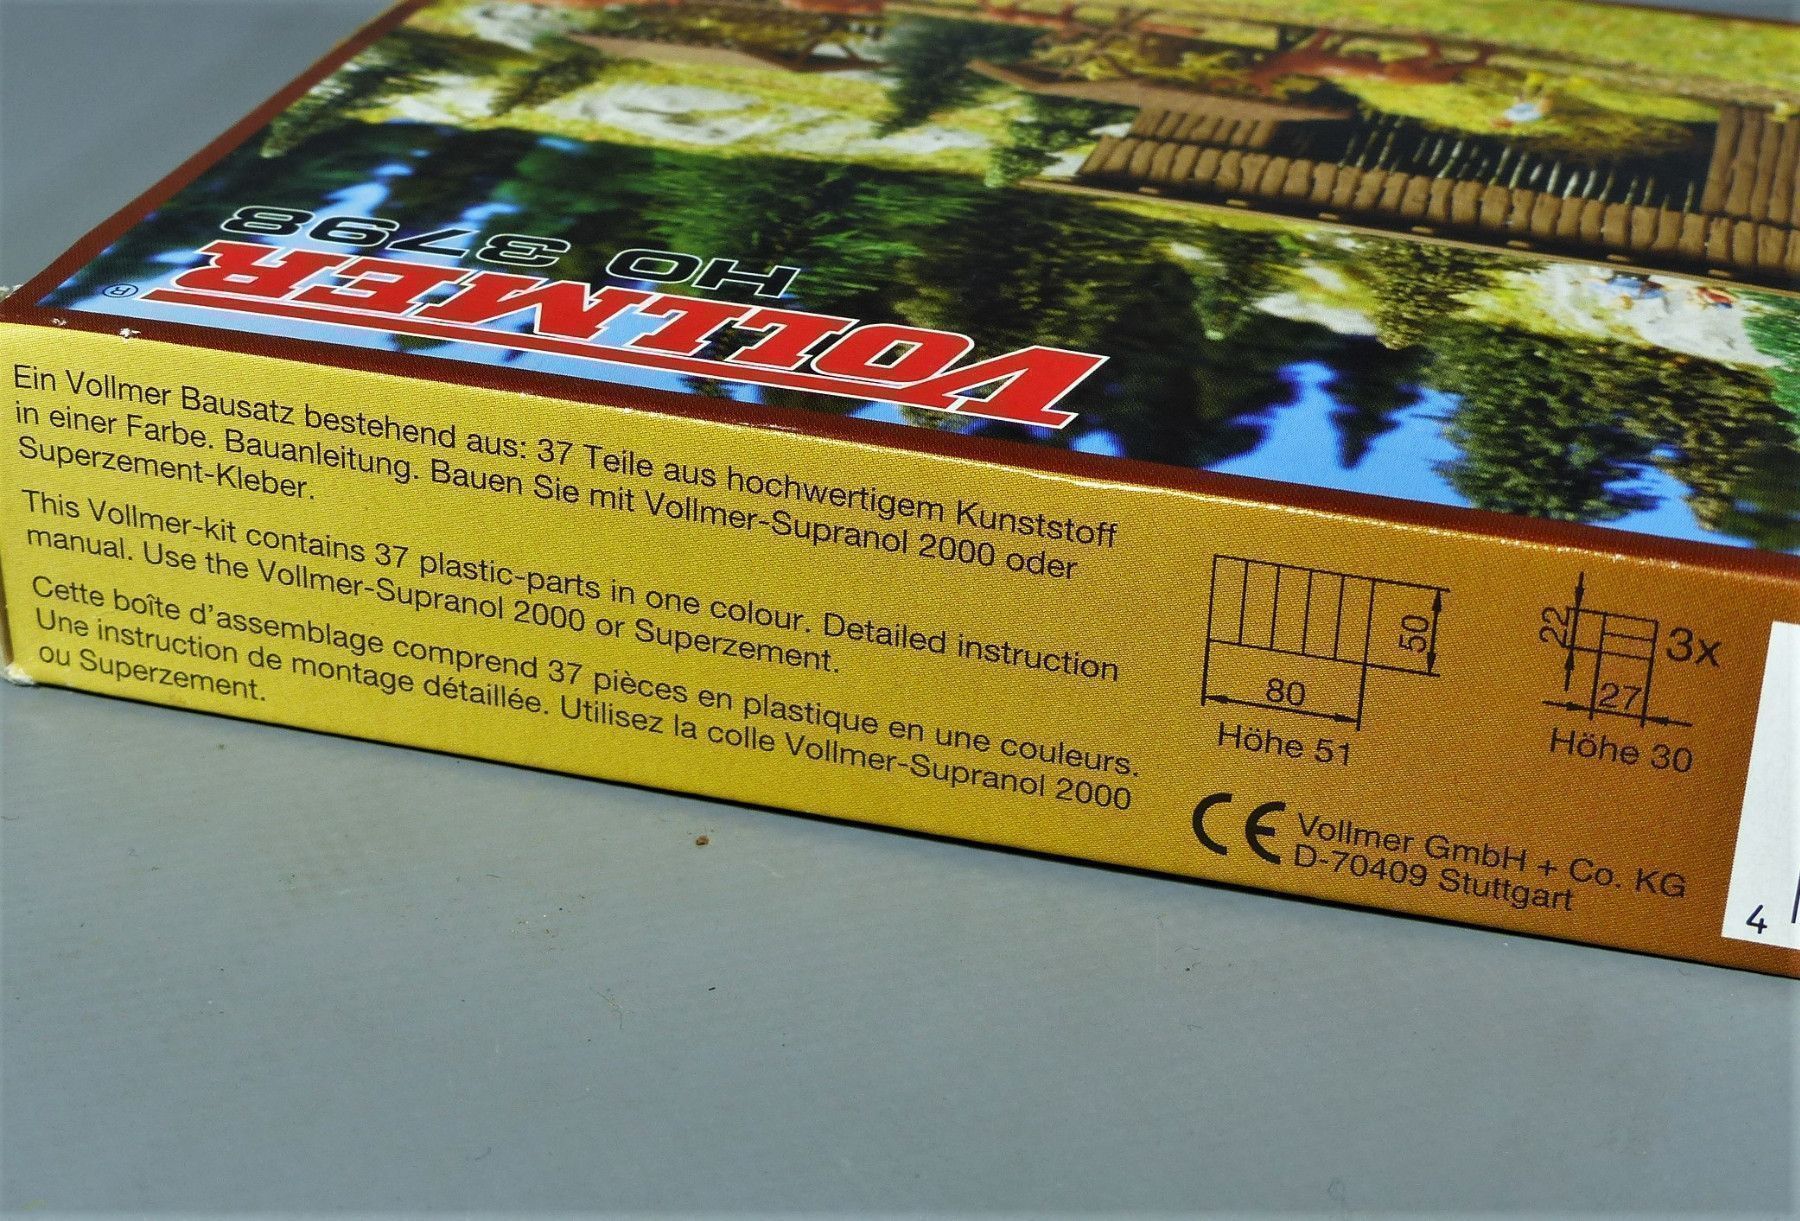 VOLLMER®
HO 3798
Ein Vollmer Bausatz bestehend aus: 37 Teile aus hochwertigem Kunststoff
in einer Farbe. Bauanleitung. Bauen Sie mit Vollmer-Supranol 2000 oder
Superzement-Kleber.
This Vollmer-kit contains 37 plastic-parts in one colour. Detailed instruction
manual. Use the Vollmer-Supranol 2000 or Superzement.
Cette boîte d'assemblage comprend 37 pièces en plastique en une couleurs.
Une instruction de montage détaillée. Utilisez la colle Vollmer-Supranol 2000
ou Superzement.
50
80
Höhe 51
22
3x
27
Höhe 30
CE
Vollmer GmbH + Co. KG
D-70409 Stuttgart
4